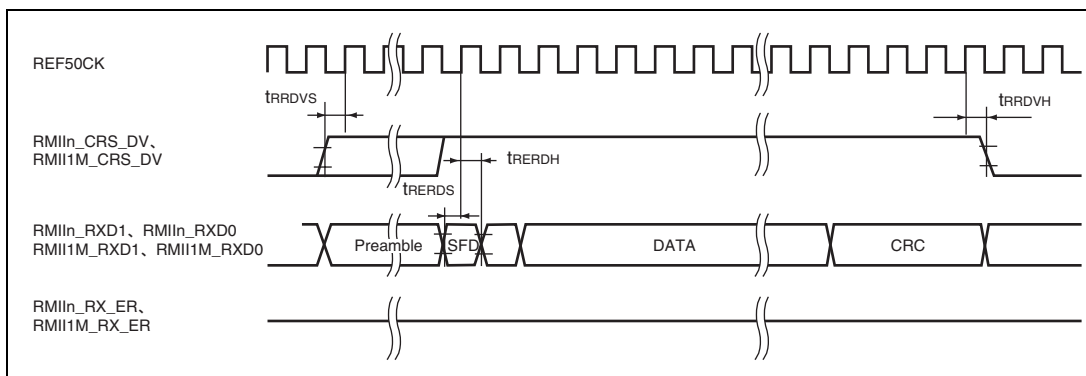 REF50CK
tRRDVS
tRRDVH
RMIIn_CRS_DV、
RMII1M_CRS_DV
tRERDH
tRERDS
RMIIn_RXD1、RMIIn_RXD0
RMII1M_RXD1、RMII1M_RXD0
Preamble
SFD
DATA
CRC
RMIIn_RX_ER、
RMII1M_RX_ER